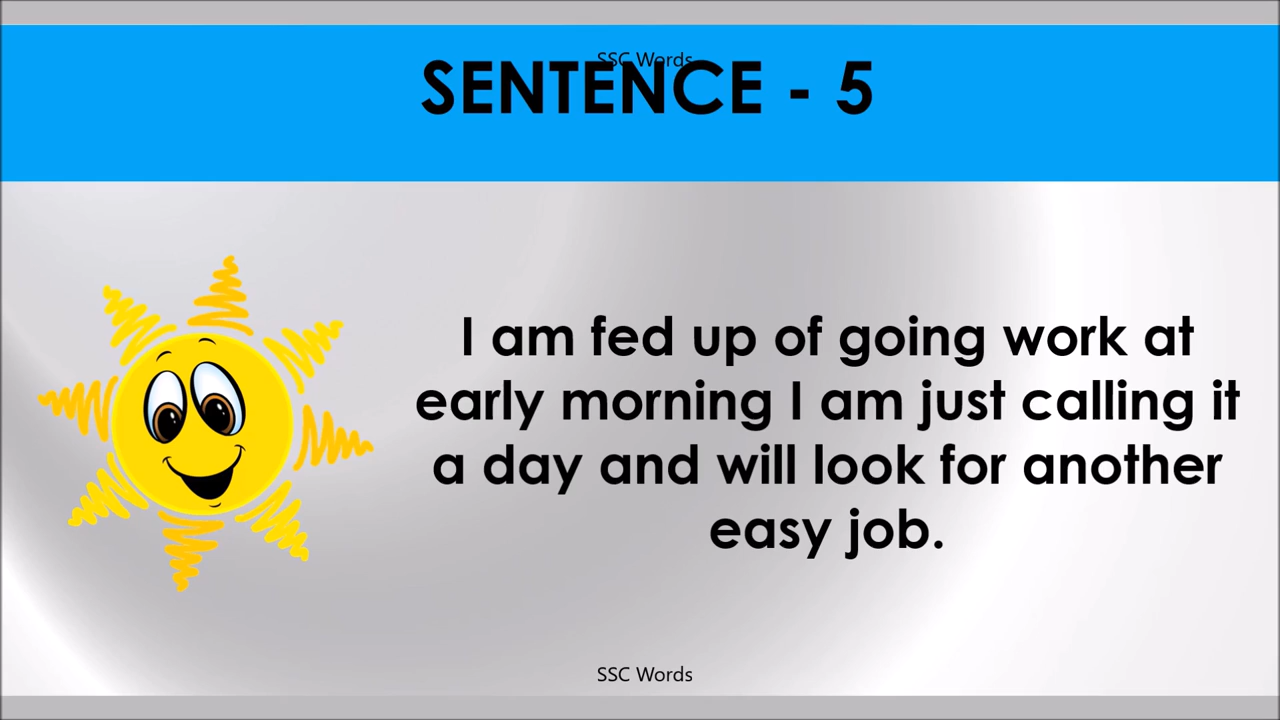 SSC Words
SENTENCE - 5
I am fed up of going work at
early morning I am just calling it
a day and will look for another
easy job.
SSC Words